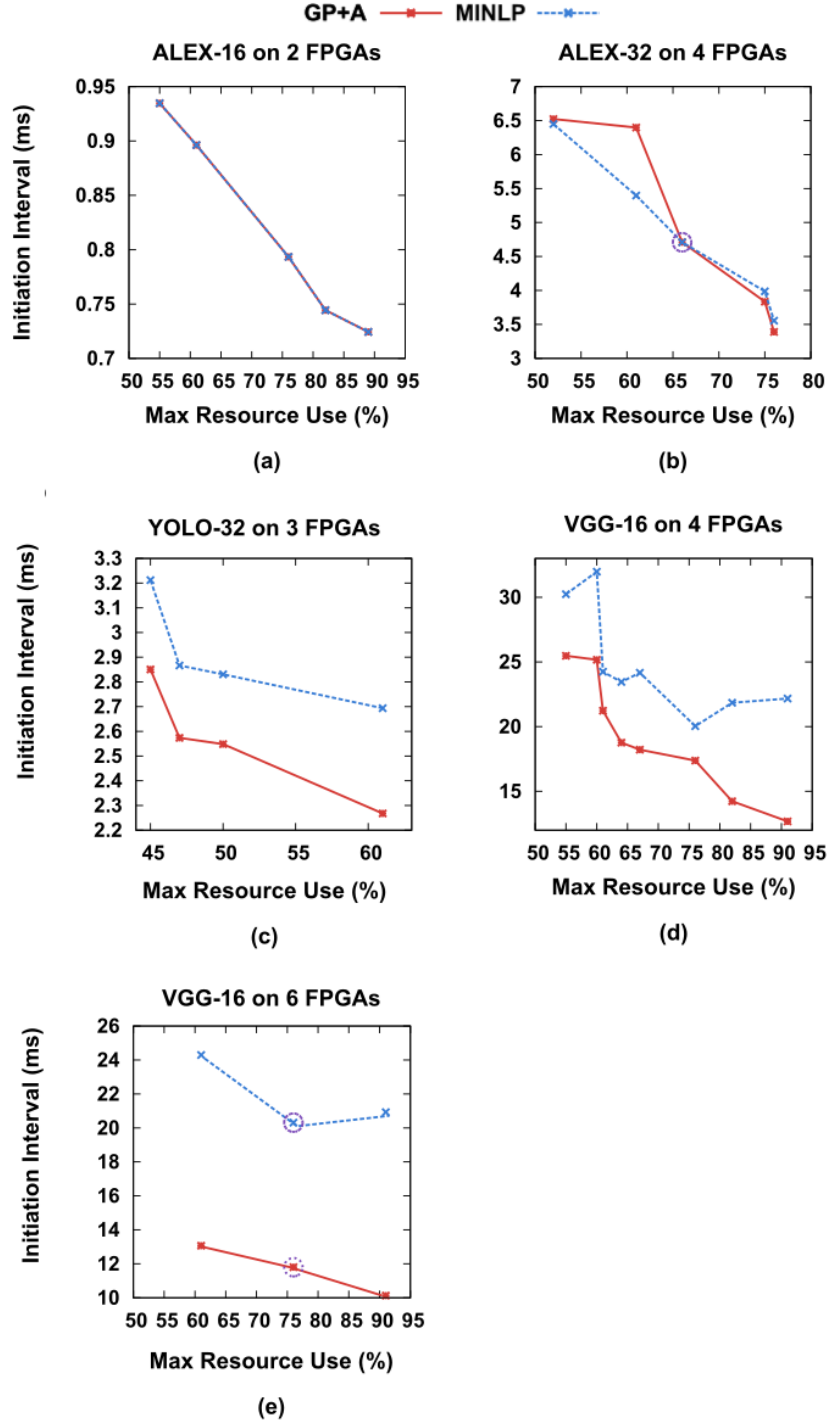 GP+A MINLP
ALEX-16 on 2 FPGAs
Initiation Interval (ms)
0.95
0.9
0.85
0.8
0.75
0.7
50 55 60 65 70 75 80 85 90 95
Max Resource Use (%)
(a)
ALEX-32 on 4 FPGAs
7
6.5
6
5.5
5
4.5
4
3.5
3
50 55 60 65 70 75 80
Max Resource Use (%)
(b)
YOLO-32 on 3 FPGAs
Initiation Interval (ms)
3.3
3.2
3.1
3
2.9
2.8
2.7
2.6
2.5
2.4
2.3
2.2
45 50 55 60
Max Resource Use (%)
(c)
VGG-16 on 4 FPGAs
30
25
20
15
50 55 60 65 70 75 80 85 90 95
Max Resource Use (%)
(d)
VGG-16 on 6 FPGAs
Initiation Interval (ms)
26
24
22
20
18
16
14
12
10
50 55 60 65 70 75 80 85 90 95
Max Resource Use (%)
(e)